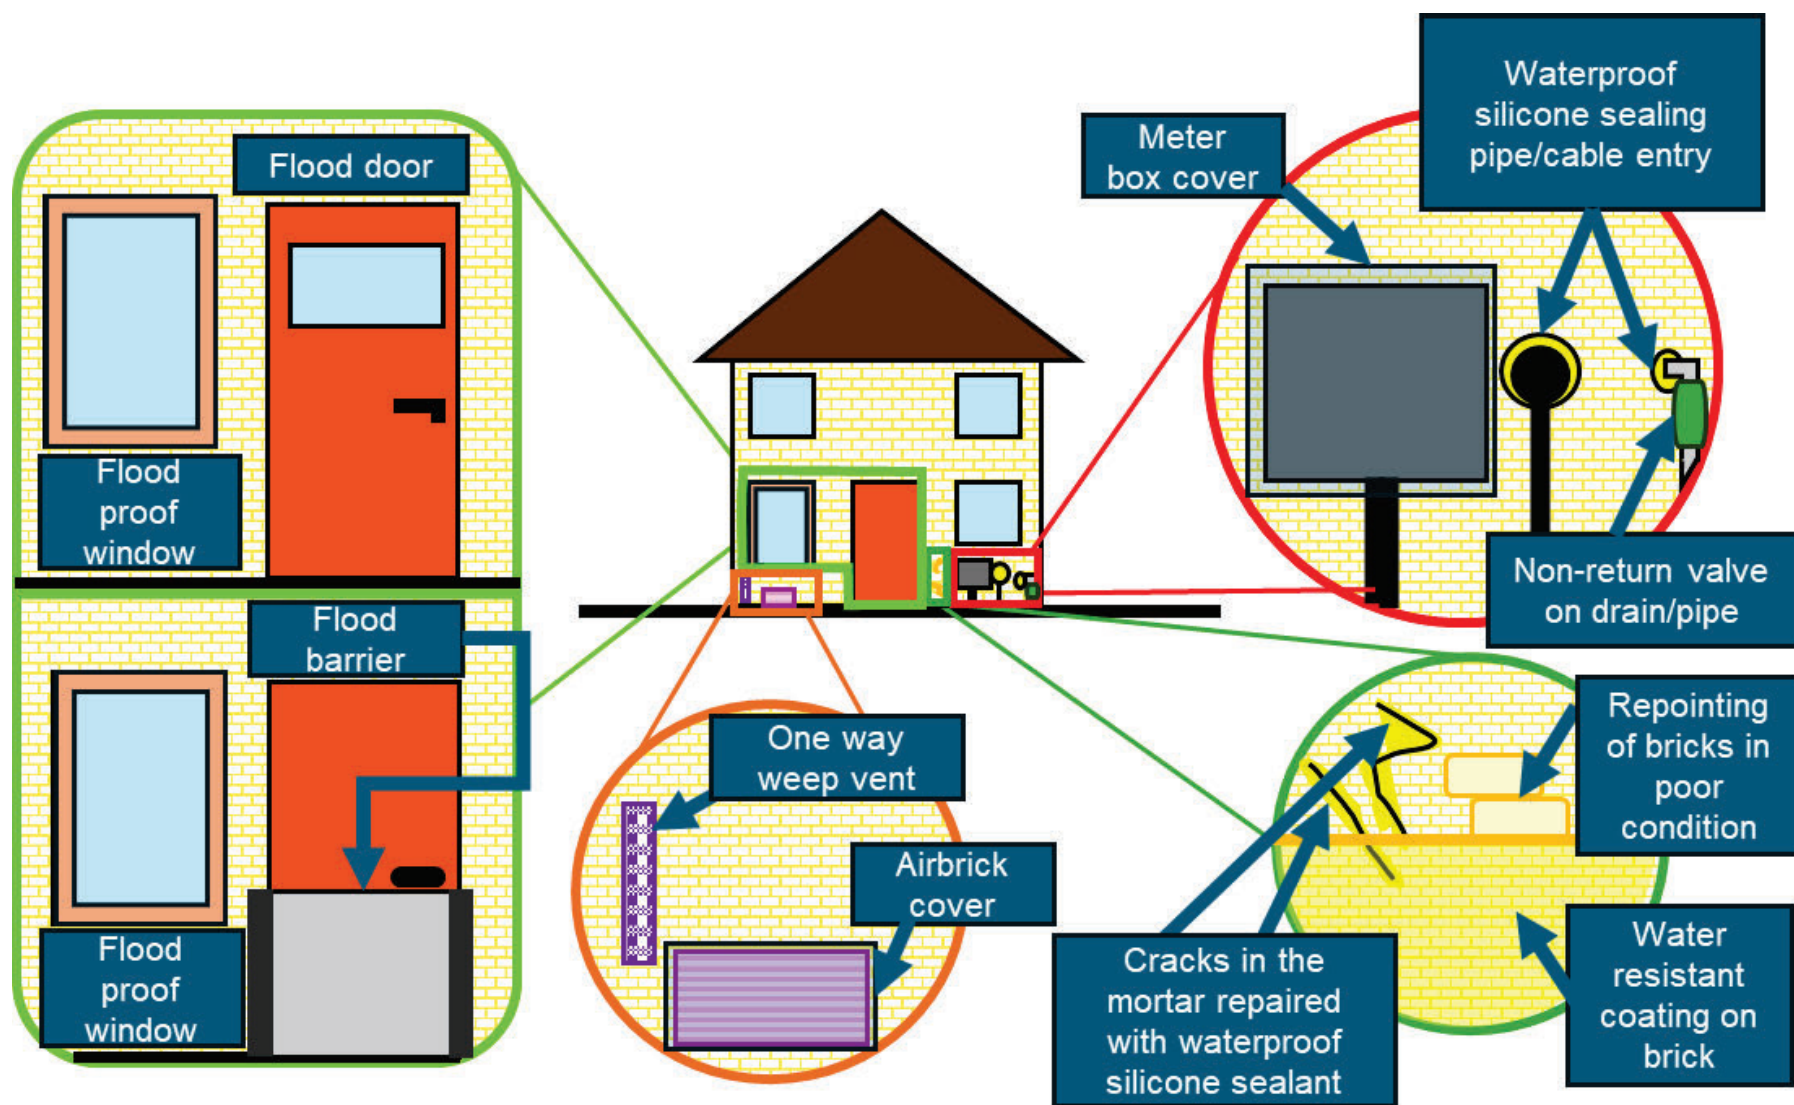 Flood door
Flood
proof
window
Flood
barrier
Flood
proof
window
One way
weep vent
Airbrick
cover
Meter
box cover
Waterproof
silicone sealing
pipe/cable entry
Non-return valve
on drain/pipe
Repointing
of bricks in
poor
condition
Cracks in the
mortar repaired
with waterproof
silicone sealant
Water
resistant
coating on
brick